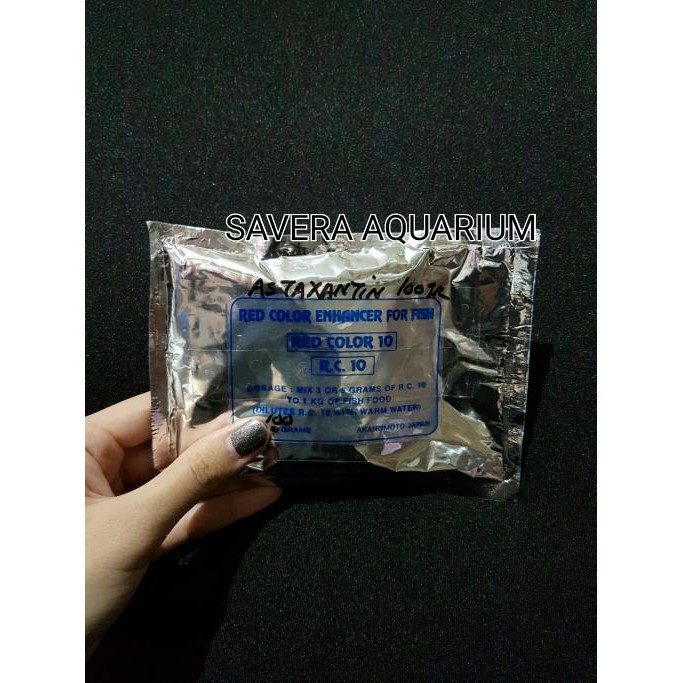 SAVERA AQUARIUM
ASTAXANTIN 100GR
RED COLOR ENHANCER FOR FISH
RED COLOR 10
R.C. 10
DOSAGE : MIX 3 OR 5 GRAMS OF R.C. 10
TO 1 KG OF FISH FOOD
(DILUTES R.C. 10 WITH WARM WATER)
100
GRAMS
AKANOMOTO JAPAN